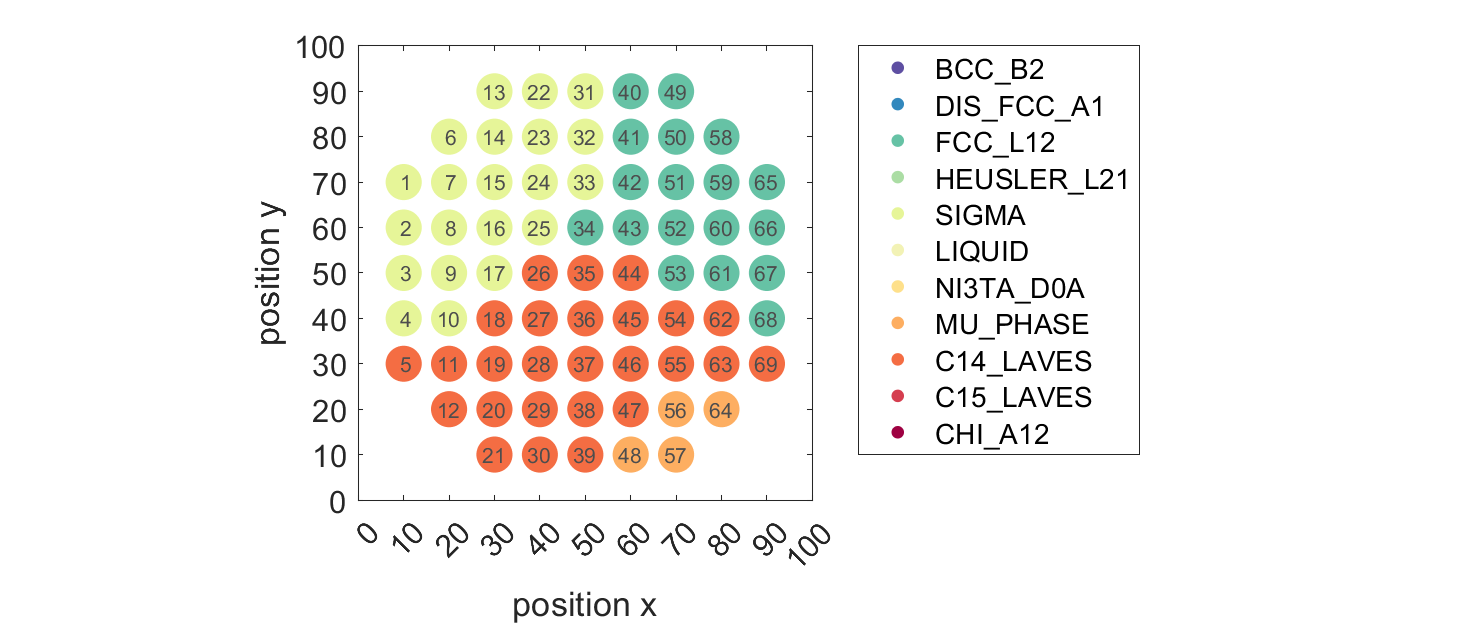 100
90
80
70
60
50
40
30
20
10
0
position y
13 22 31 40 49
6 14 23 32 41 50 58
1 7 15 24 33 42 51 59 65
2 8 16 25 34 43 52 60 66
3 9 17 26 35 44 53 61 67
4 10 18 27 36 45 54 62 68
5 11 19 28 37 46 55 63 69
12 20 29 38 47 56 64
21 30 39 48 57
0 10 20 30 40 50 60 70 80 90 100
position x
BCC_B2
DIS_FCC_A1
FCC_L12
HEUSLER_L21
SIGMA
LIQUID
NI3TA_D0A
MU_PHASE
C14_LAVES
C15_LAVES
CHI_A12